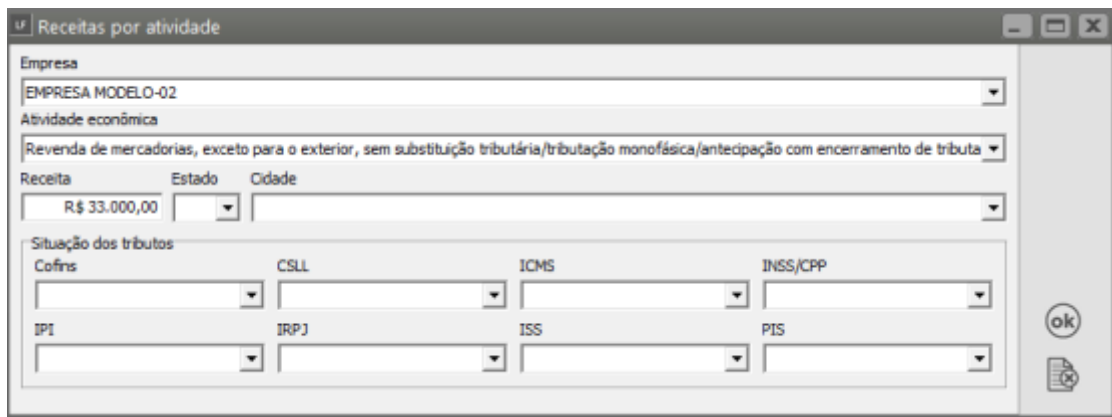 LF Receitas por atividade
Empresa
EMPRESA MODELO-02
Atividade econômica
Revenda de mercadorias, exceto para o exterior, sem substituição tributária/tributação monofásica/antecipação com encerramento de tributa
Receita Estado Cidade
R$ 33.000,00
Situação dos tributos
Cofins CSLL ICMS INSS/CPP
IPI IRPJ ISS PIS
ok